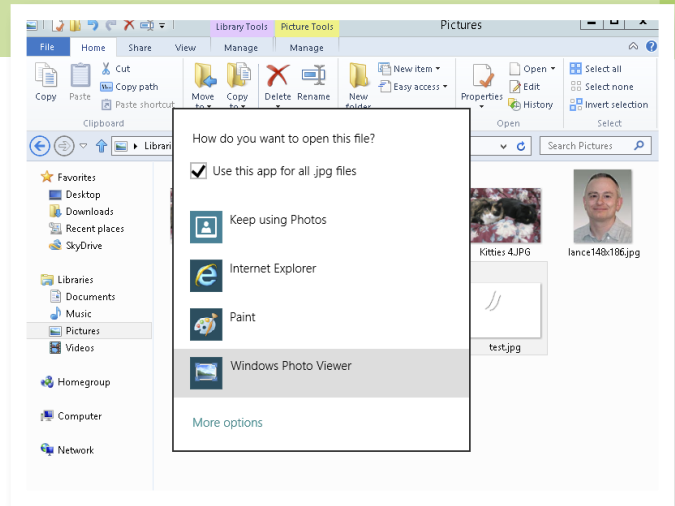 Library Tools Picture Tools Pictures
File Home Share View Manage Manage
Copy
Paste
Cut
Copy path
Paste shortcut
Move to
Copy to
Delete
Rename
New folder
New item
Easy access
Properties
Open
Edit
History
Select all
Select none
Invert selection
Clipboard
Open
Select
Librari
Search Pictures
Favorites
Desktop
Downloads
Recent places
SkyDrive
Libraries
Documents
Music
Pictures
Videos
Homegroup
Computer
Network
How do you want to open this file?
Use this app for all .jpg files
Keep using Photos
Internet Explorer
Paint
Windows Photo Viewer
More options
Kitties 4.JPG
lance148x186.jpg
test.jpg